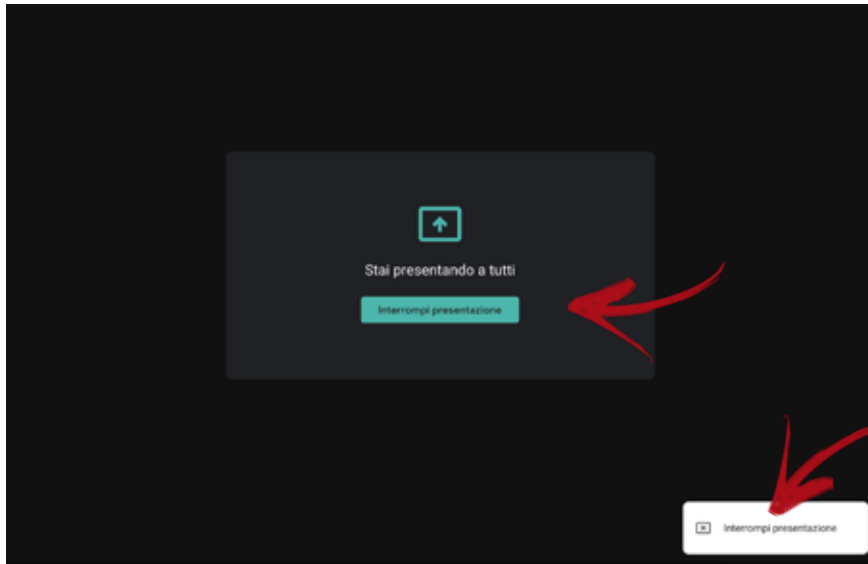 Stai presentando a tutti
Interrompi presentazione
Interrompi presentazione